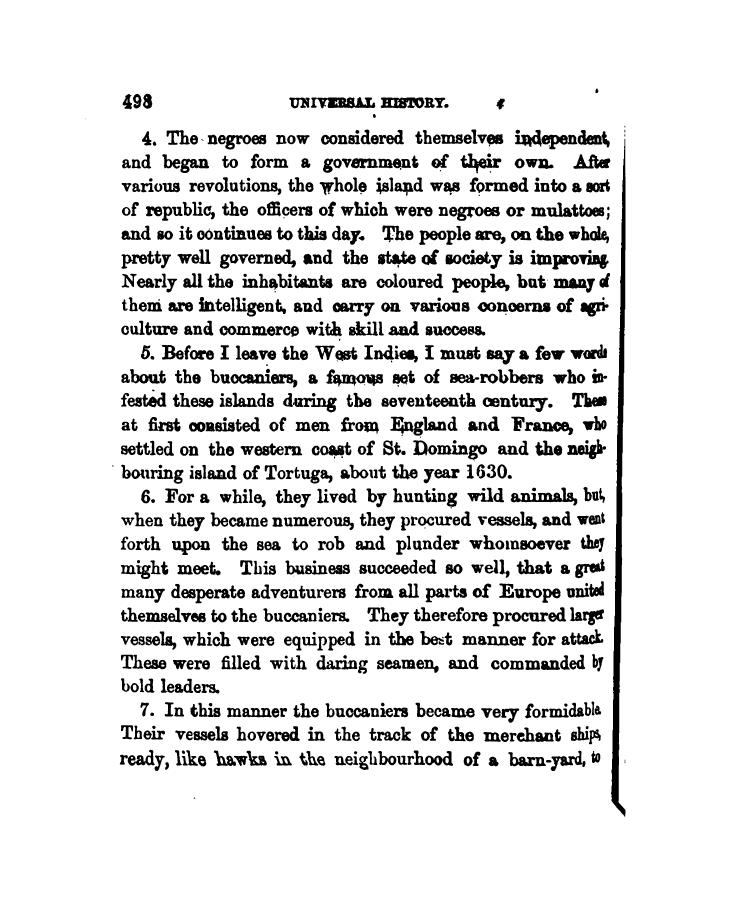 498 UNIVERSAL HISTORY.
4. The negroes now considered themselves independent,
and began to form a government of their own. After
various revolutions, the whole island was formed into a sort
of republic, the officers of which were negroes or mulattoes;
and so it continues to this day. The people are, on the whole,
pretty well governed, and the state of society is improving.
Nearly all the inhabitants are coloured people, but many of
them are intelligent, and carry on various concerns of agri-
culture and commerce with skill and success.
5. Before I leave the West Indies, I must say a few words
about the buccaniers, a famous set of sea-robbers who in-
fested these islands during the seventeenth century. These
at first consisted of men from England and France, who
settled on the western coast of St. Domingo and the neigh-
bouring island of Tortuga, about the year 1630.
6. For a while, they lived by hunting wild animals, but,
when they became numerous, they procured vessels, and went
forth upon the sea to rob and plunder whomsoever they
might meet. This business succeeded so well, that a great
many desperate adventurers from all parts of Europe united
themselves to the buccaniers. They therefore procured larger
vessels, which were equipped in the best manner for attack.
These were filled with daring seamen, and commanded by
bold leaders.
7. In this manner the buccaniers became very formidable.
Their vessels hovered in the track of the merchant ships,
ready, like hawks in the neighbourhood of a barn-yard, to